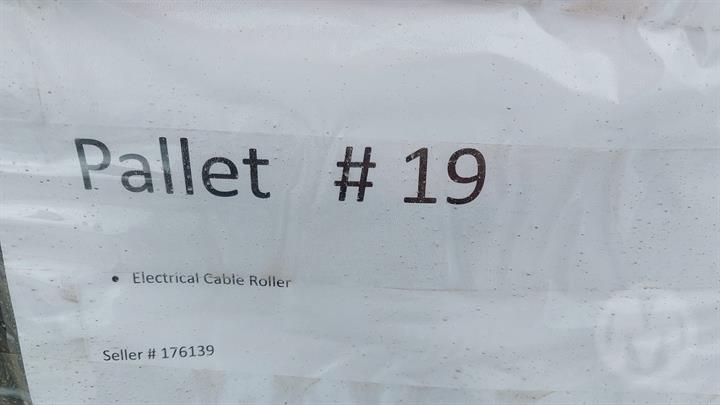 Pallet # 19
• Electrical Cable Roller
Seller # 176139